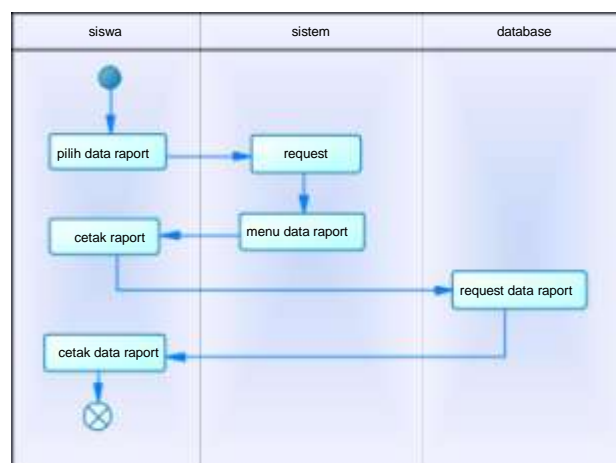 siswa
sistem
database
pilih data raport
request
menu data raport
cetak raport
request data raport
cetak data raport